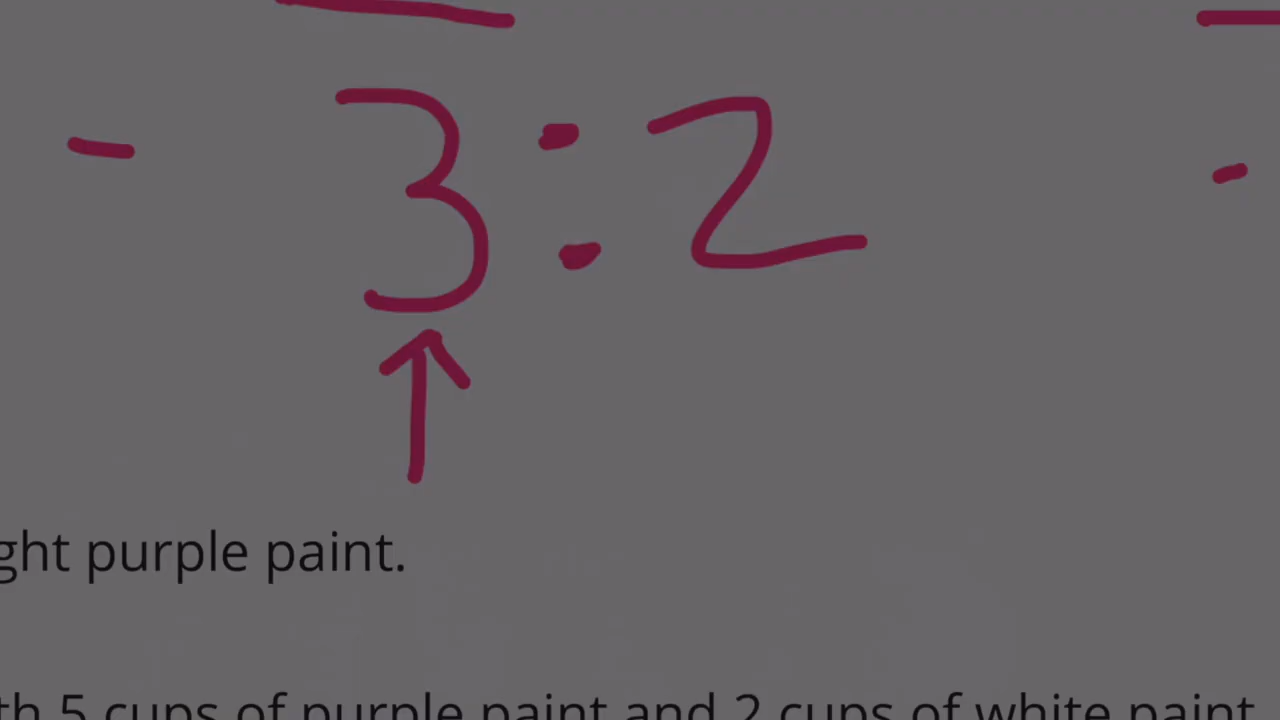 3:2
ght purple paint.
th 5 cups of purple paint and 2 cups of white paint